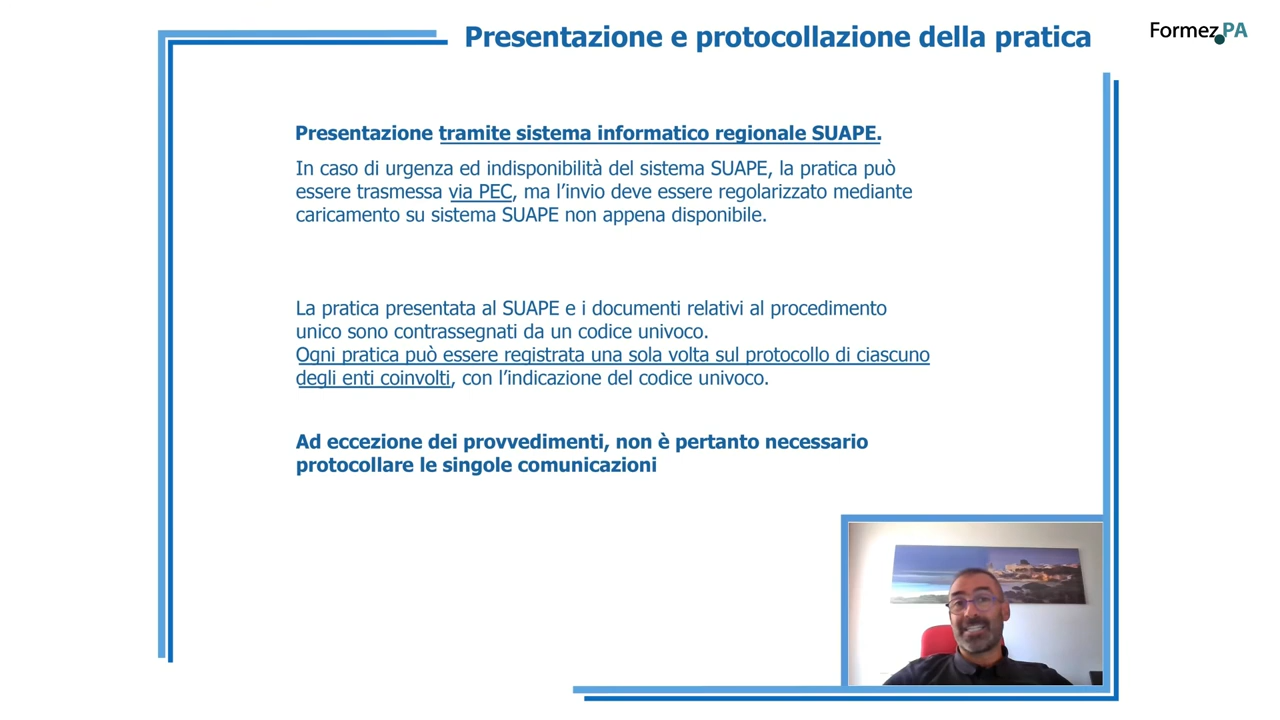 Presentazione e protocollazione della pratica
Formez PA
Presentazione tramite sistema informatico regionale SUAPE.
In caso di urgenza ed indisponibilità del sistema SUAPE, la pratica può
essere trasmessa via PEC, ma l’invio deve essere regolarizzato mediante
caricamento su sistema SUAPE non appena disponibile.
La pratica presentata al SUAPE e i documenti relativi al procedimento
unico sono contrassegnati da un codice univoco.
Ogni pratica può essere registrata una sola volta sul protocollo di ciascuno
degli enti coinvolti, con l’indicazione del codice univoco.
Ad eccezione dei provvedimenti, non è pertanto necessario
protocollare le singole comunicazioni